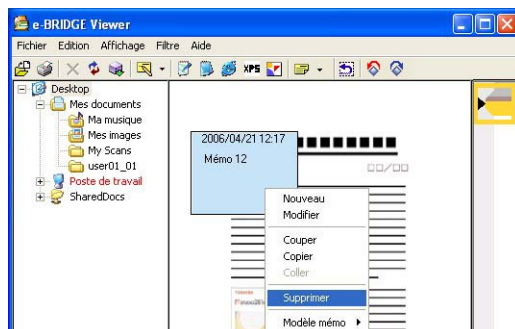 e-BRIDGE Viewer
Fichier Edition Affichage Filtre Aide
XPS
Desktop
Mes documents
Ma musique
Mes images
My Scans
user01_01
Poste de travail
SharedDocs
2006/04/21 12:17
Mémo 12
□□/□□
Nouveau
Modifier
Couper
Copier
Coller
Supprimer
Modèle mémo
TOSHIBA